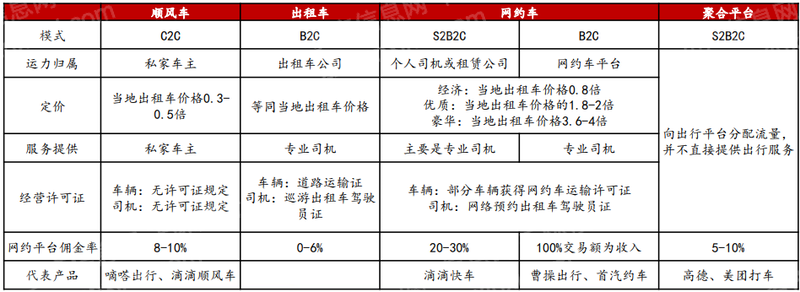 顺风车 出租车 网约车 聚合平台
模式 C2C B2C S2B2C B2C S2B2C
运力归属 私家车主 出租车公司 个人司机或租赁公司 网约车平台
定价 当地出租车价格0.3-
0.5倍 等同当地出租车价格 经济:当地出租车价格0.8倍
优质:当地出租车价格的1.8-2倍
豪华:当地出租车价格3.6-4倍
向出行平台分配流量,
并不直接提供出行服务
服务提供 私家车主 专业司机 主要是专业司机 专业司机
经营许可证 车辆:无许可证规定
司机:无许可证规定
车辆:道路运输证
司机:巡游出租车驾驶
员证
车辆:部分车辆获得网约车运输许可证
司机:网络预约出租车驾驶员证
网约平台佣金率 8-10% 0-6% 20-30% 100%交易额为收入 5-10%
代表产品 嘀嗒出行、滴滴顺风车 滴滴快车 曹操出行、首汽约车 高德、美团打车